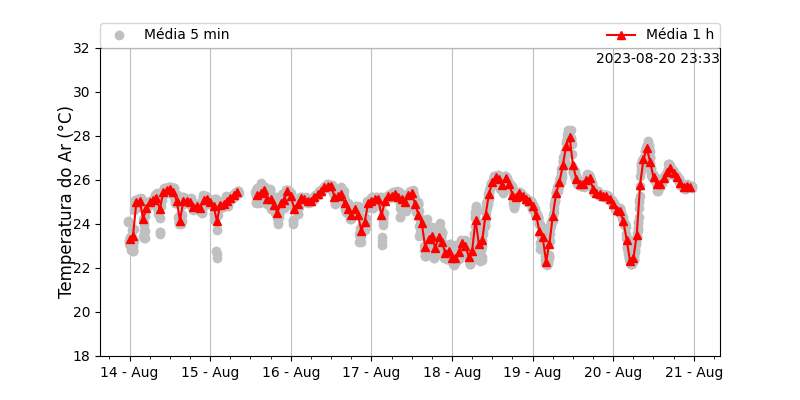 Média 5 min
Média 1 h
2023-08-20 23:33
Temperatura do Ar (°C)
32
30
28
26
24
22
20
18
14 - Aug
15 - Aug
16 - Aug
17 - Aug
18 - Aug
19 - Aug
20 - Aug
21 - Aug